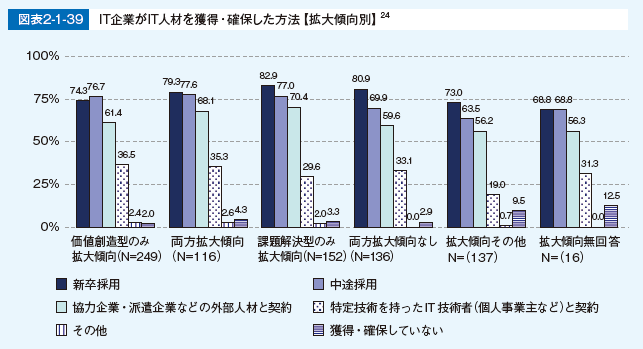 図表2-1-39 IT企業がIT人材を獲得・確保した方法【拡大傾向別】24
100%
75%
50%
25%
0%
74.3 76.7 61.4 36.5 2.4 2.0
79.3 77.6 68.1 35.3 2.6 4.3
82.9 77.0 70.4 29.6 2.0 3.3
80.9 69.9 59.6 33.1 0.0 2.9
73.0 63.5 56.2 19.0 0.7 9.5
68.8 68.8 56.3 31.3 0.0 12.5
価値創造型のみ 両方拡大傾向 課題解決型のみ 両方拡大傾向なし 拡大傾向その他 拡大傾向無回答
拡大傾向(N=249) (N=116) 拡大傾向(N=152) (N=136) N=(137) N=(16)
新卒採用 中途採用
協力企業・派遣企業などの外部人材と契約 特定技術を持ったIT技術者(個人事業主など)と契約
その他 獲得・確保していない